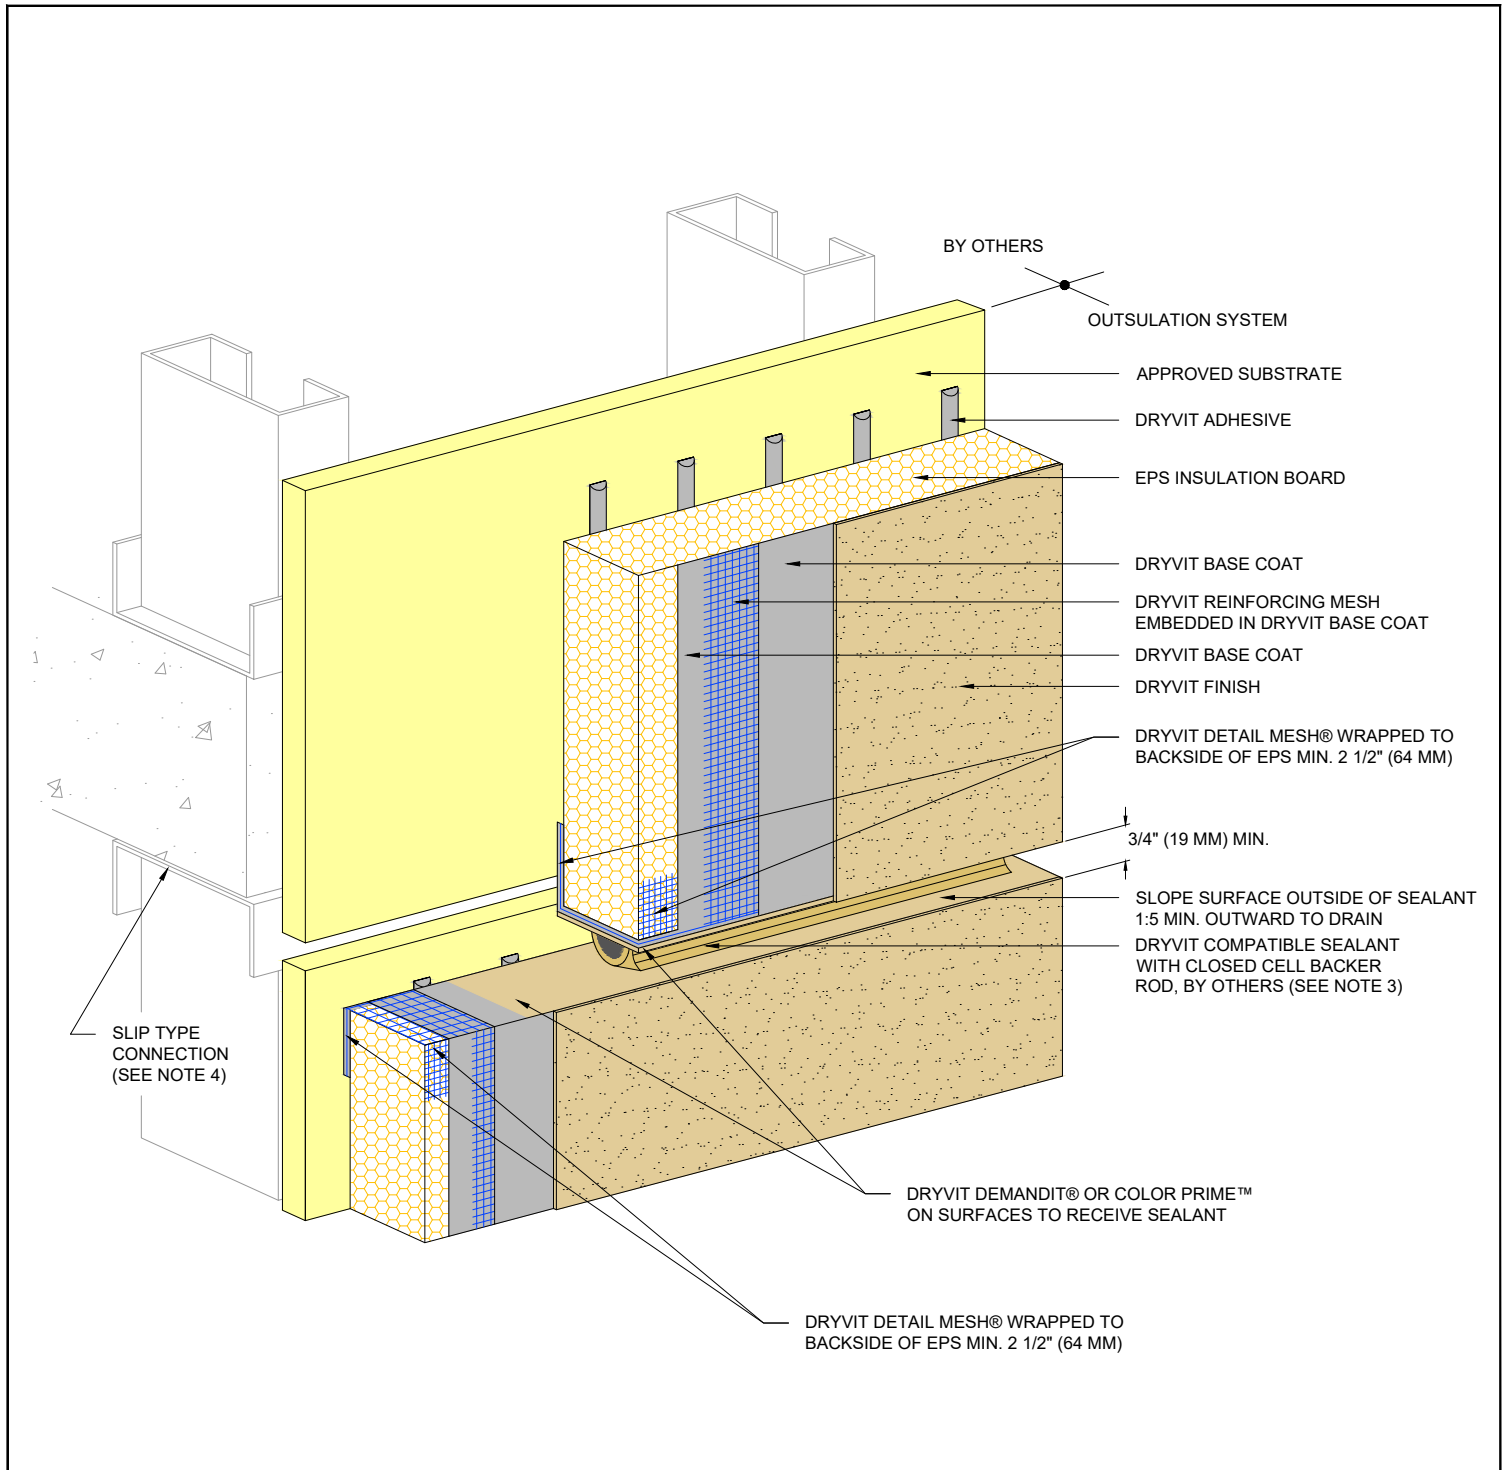 BY OTHERS
OUTSULATION SYSTEM
APPROVED SUBSTRATE
DRYVIT ADHESIVE
EPS INSULATION BOARD
DRYVIT BASE COAT
DRYVIT REINFORCING MESH
EMBEDDED IN DRYVIT BASE COAT
DRYVIT BASE COAT
DRYVIT FINISH
DRYVIT DETAIL MESH® WRAPPED TO
BACKSIDE OF EPS MIN. 2 1/2" (64 MM)
3/4" (19 MM) MIN.
SLOPE SURFACE OUTSIDE OF SEALANT
1:5 MIN. OUTWARD TO DRAIN
DRYVIT COMPATIBLE SEALANT
WITH CLOSED CELL BACKER
ROD, BY OTHERS (SEE NOTE 3)
SLIP TYPE
CONNECTION
(SEE NOTE 4)
DRYVIT DEMANDIT® OR COLOR PRIME™
ON SURFACES TO RECEIVE SEALANT
DRYVIT DETAIL MESH® WRAPPED TO
BACKSIDE OF EPS MIN. 2 1/2" (64 MM)